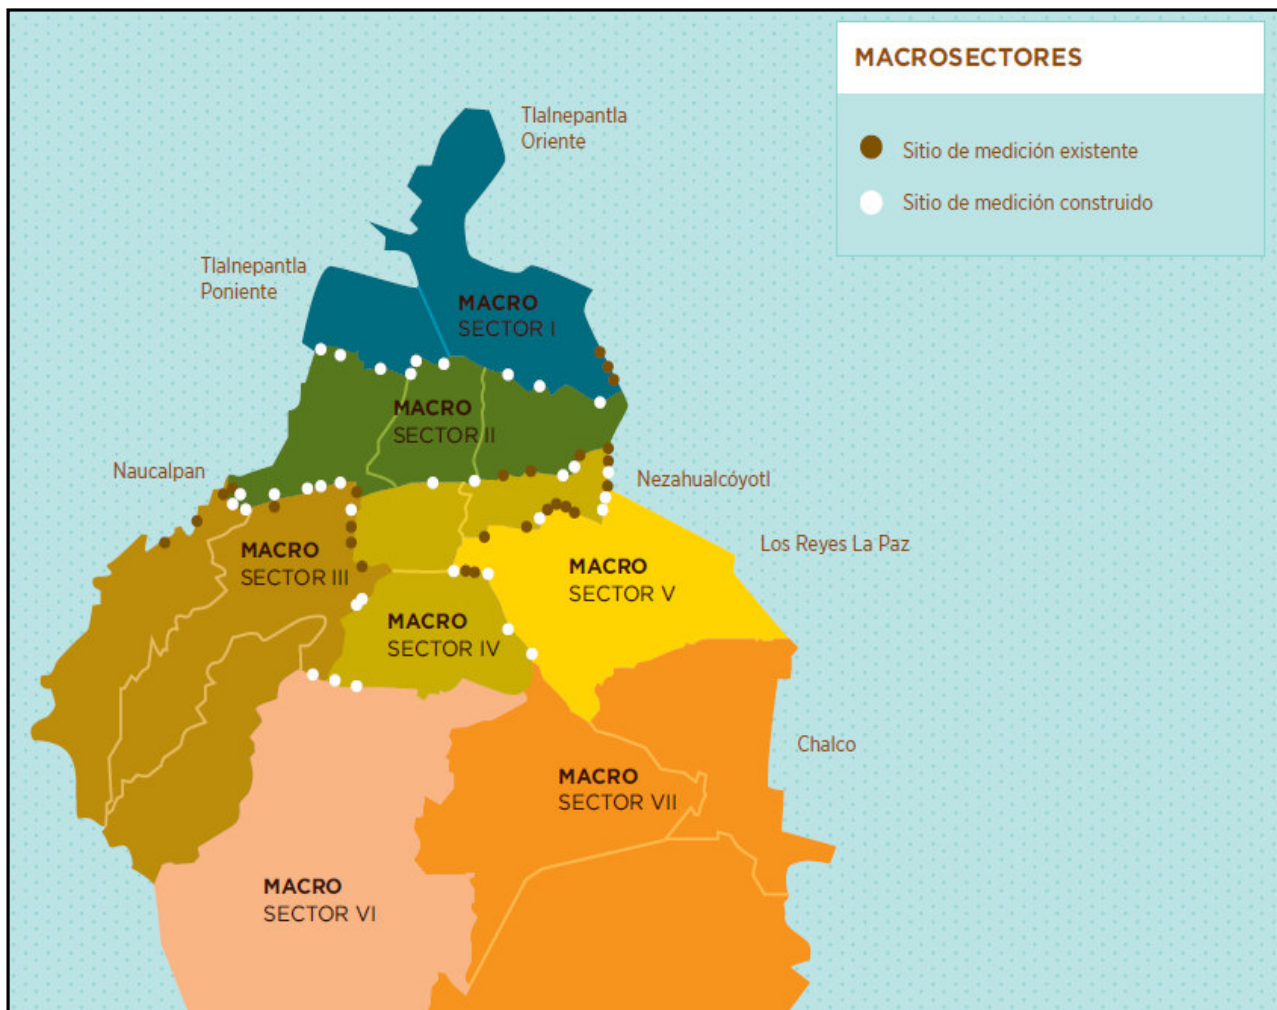 MACROSECTORES
Sitio de medición existente
Sitio de medición construido
Tlalnepantla
Oriente
Tlalnepantla
Poniente
MACRO
SECTOR I
MACRO
SECTOR II
Naucalpan
Nezahualcóyotl
Los Reyes La Paz
MACRO
SECTOR III
MACRO
SECTOR V
MACRO
SECTOR IV
Chalco
MACRO
SECTOR VII
MACRO
SECTOR VI